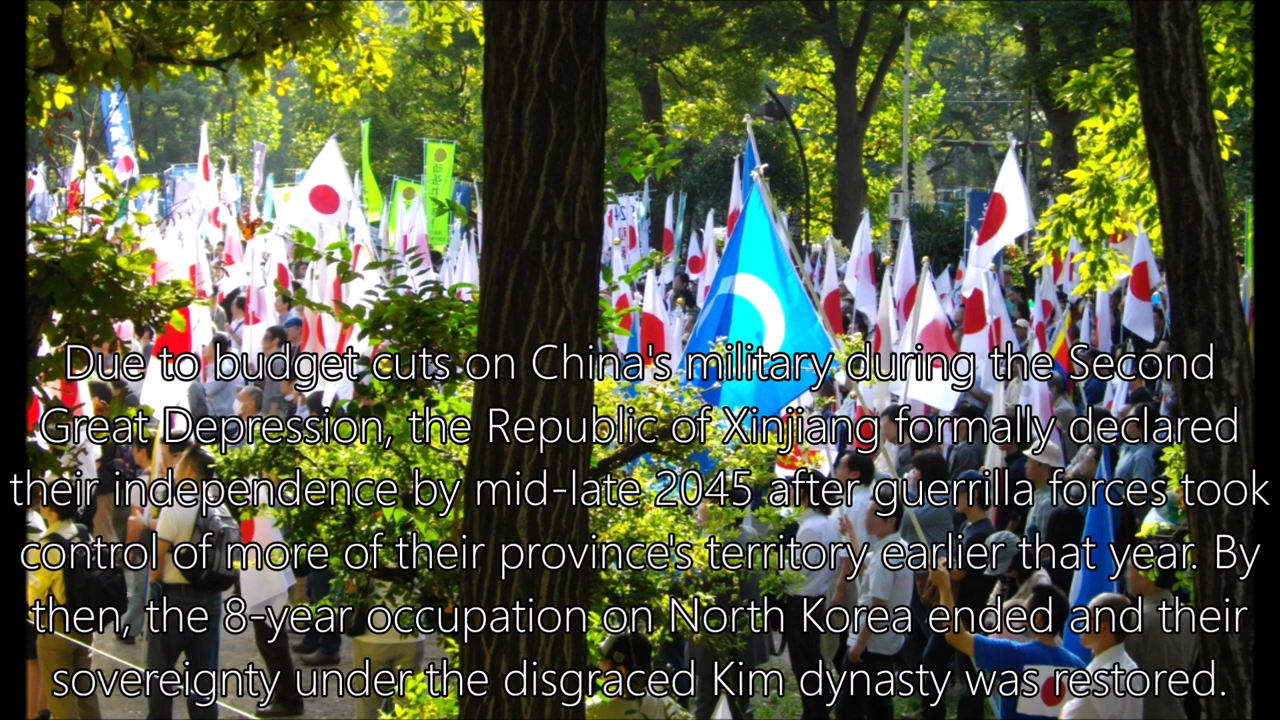 Due to budget cuts on China's military during the Second
Great Depression, the Republic of Xinjiang formally declared
their independence by mid-late 2045 after guerrilla forces took
control of more of their province's territory earlier that year. By
then, the 8-year occupation on North Korea ended and their
sovereignty under the disgraced Kim dynasty was restored.